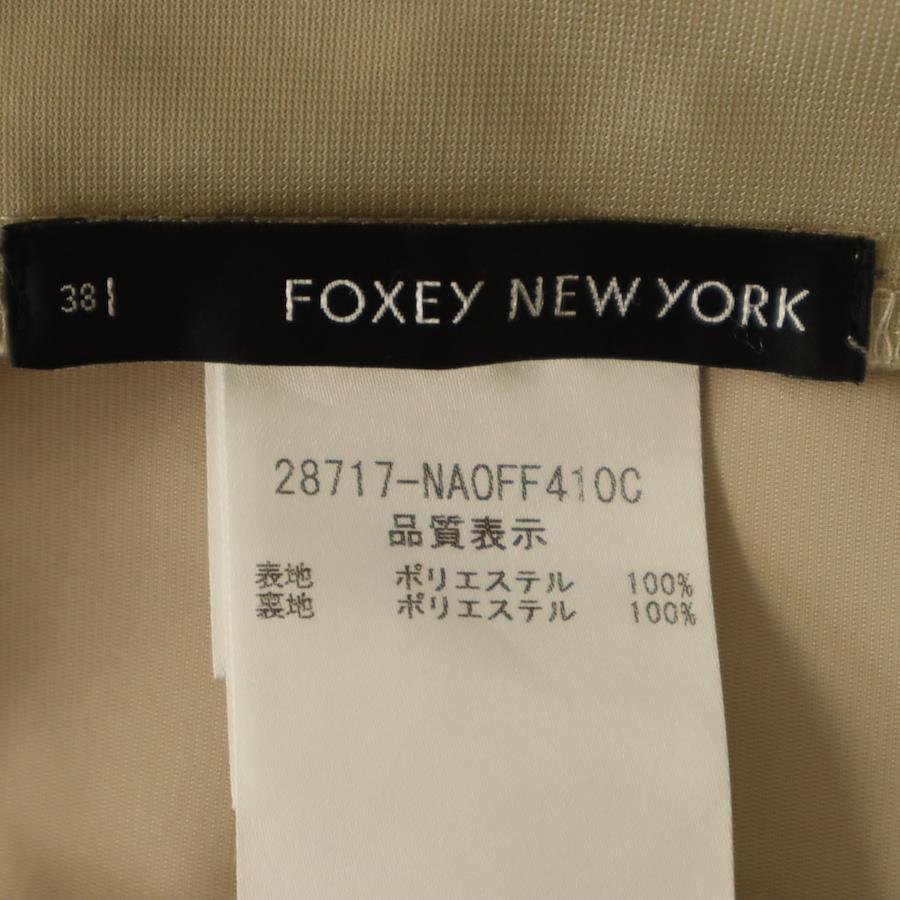 38 FOXEY NEW YORK
28717-NAOFF410C
品質表示
表地 ポリエステル 100%
裏地 ポリエステル 100%